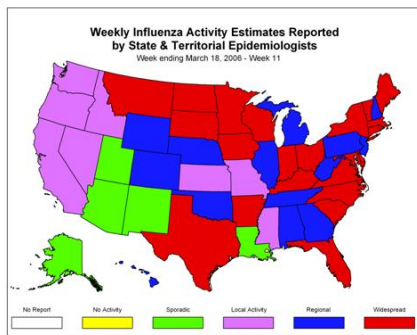 Weekly Influenza Activity Estimates Reported
by State & Territorial Epidemiologists
Week ending March 18, 2006 - Week 11
No Report
No Activity
Sporadic
Local Activity
Regional
Widespread